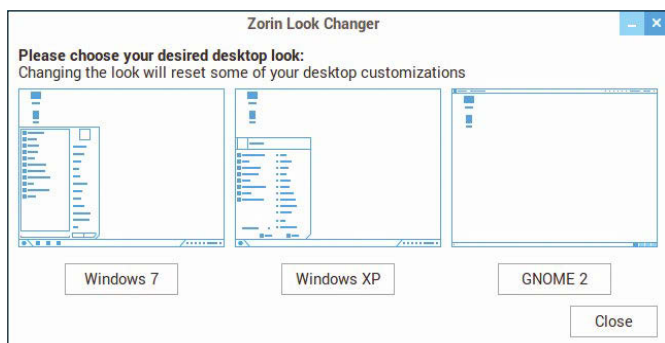 Zorin Look Changer
Please choose your desired desktop look:
Changing the look will reset some of your desktop customizations
Windows 7
Windows XP
GNOME 2
Close